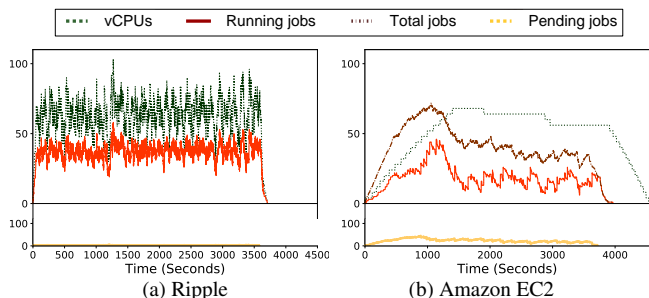 vCPUs Running jobs Total jobs Pending jobs
100
50
0
100
0
0 500 1000 1500 2000 2500 3000 3500 4000 4500
Time (Seconds)
(a) Ripple
100
50
0
100
0
0 1000 2000 3000 4000
Time (Seconds)
(b) Amazon EC2